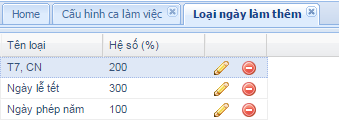 Home Cấu hình ca làm việc Loại ngày làm thêm
Tên loại Hệ số (%)
T7, CN 200
Ngày lễ tết 300
Ngày phép năm 100